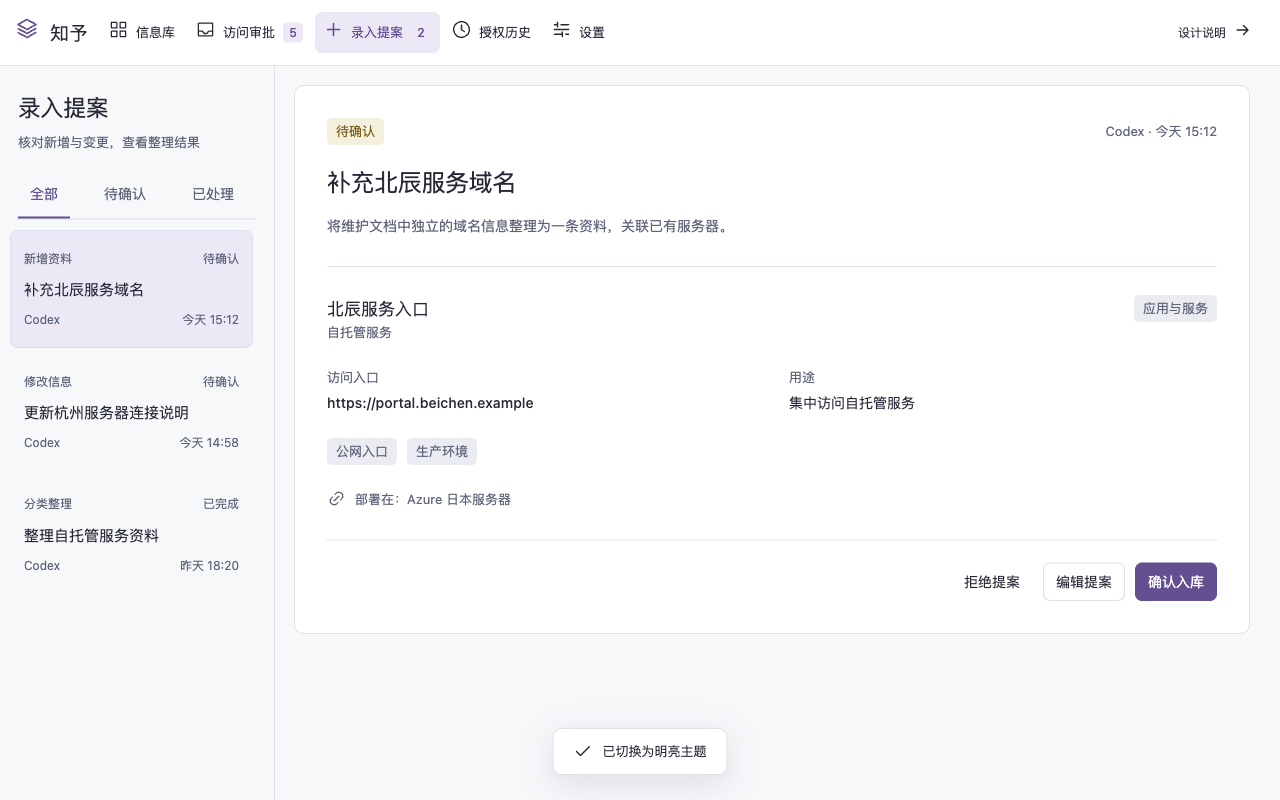 知予
信息库
访问审批 5
录入提案 2
授权历史
设置
设计说明
录入提案
核对新增与变更，查看整理结果
全部
待确认
已处理
新增资料
待确认
补充北辰服务域名
Codex
今天 15:12
修改信息
待确认
更新杭州服务器连接说明
Codex
今天 14:58
分类整理
已完成
整理自托管服务资料
Codex
昨天 18:20
待确认
Codex · 今天 15:12
补充北辰服务域名
将维护文档中独立的域名信息整理为一条资料，关联已有服务器。
北辰服务入口
应用与服务
自托管服务
访问入口
用途
https://portal.beichen.example
集中访问自托管服务
公网入口
生产环境
部署在：Azure 日本服务器
拒绝提案
编辑提案
确认入库
已切换为明亮主题